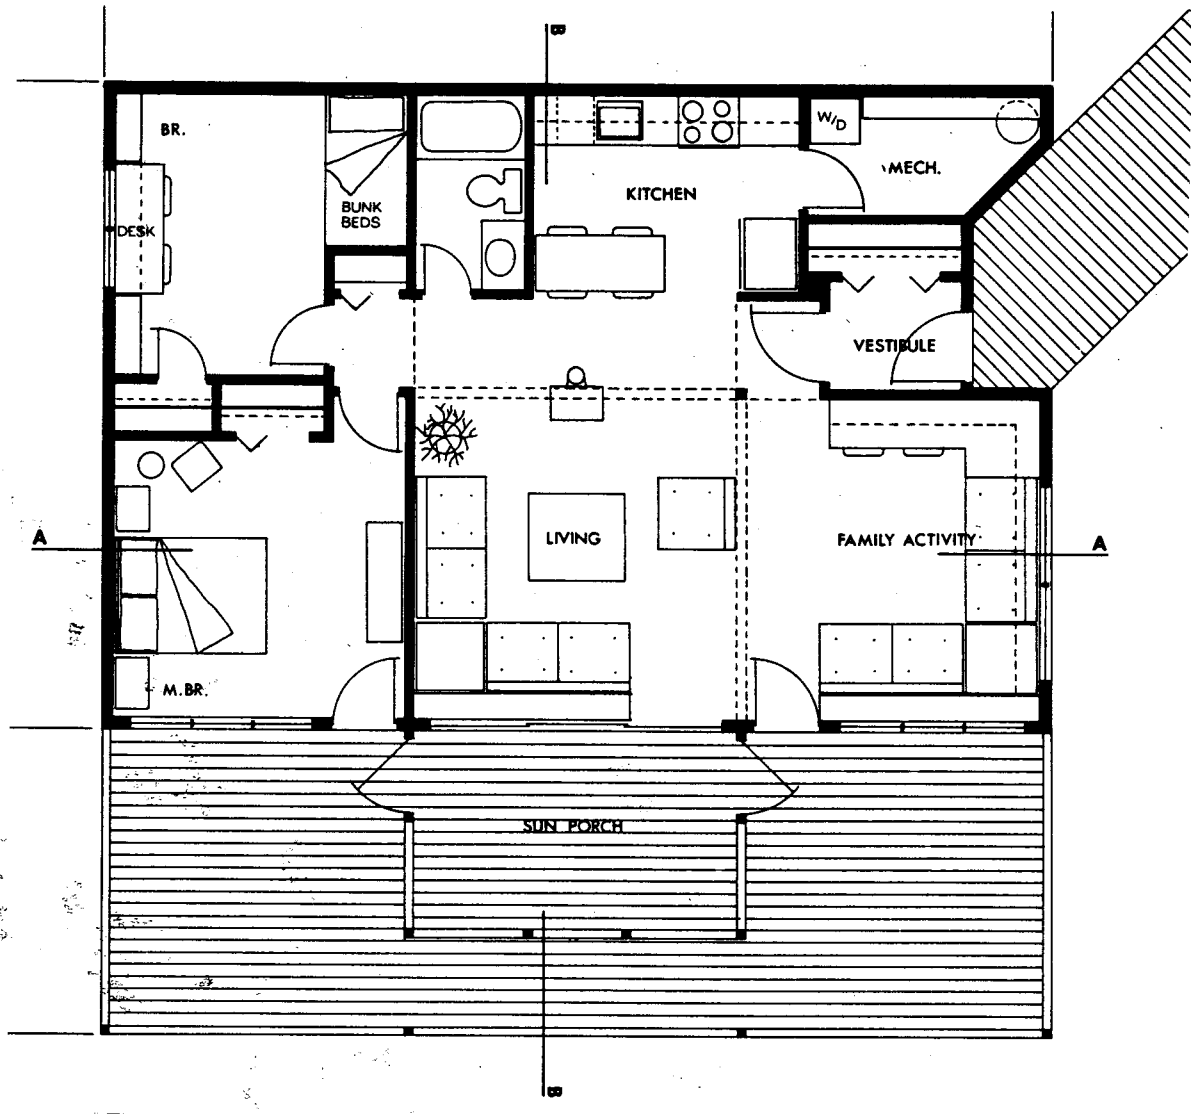 B
BR.
W/D
MECH.
KITCHEN
BUNK
BEDS
DESK
VESTIBULE
A
LIVING
FAMILY ACTIVITY
A
M.BR.
SUN PORCH
B